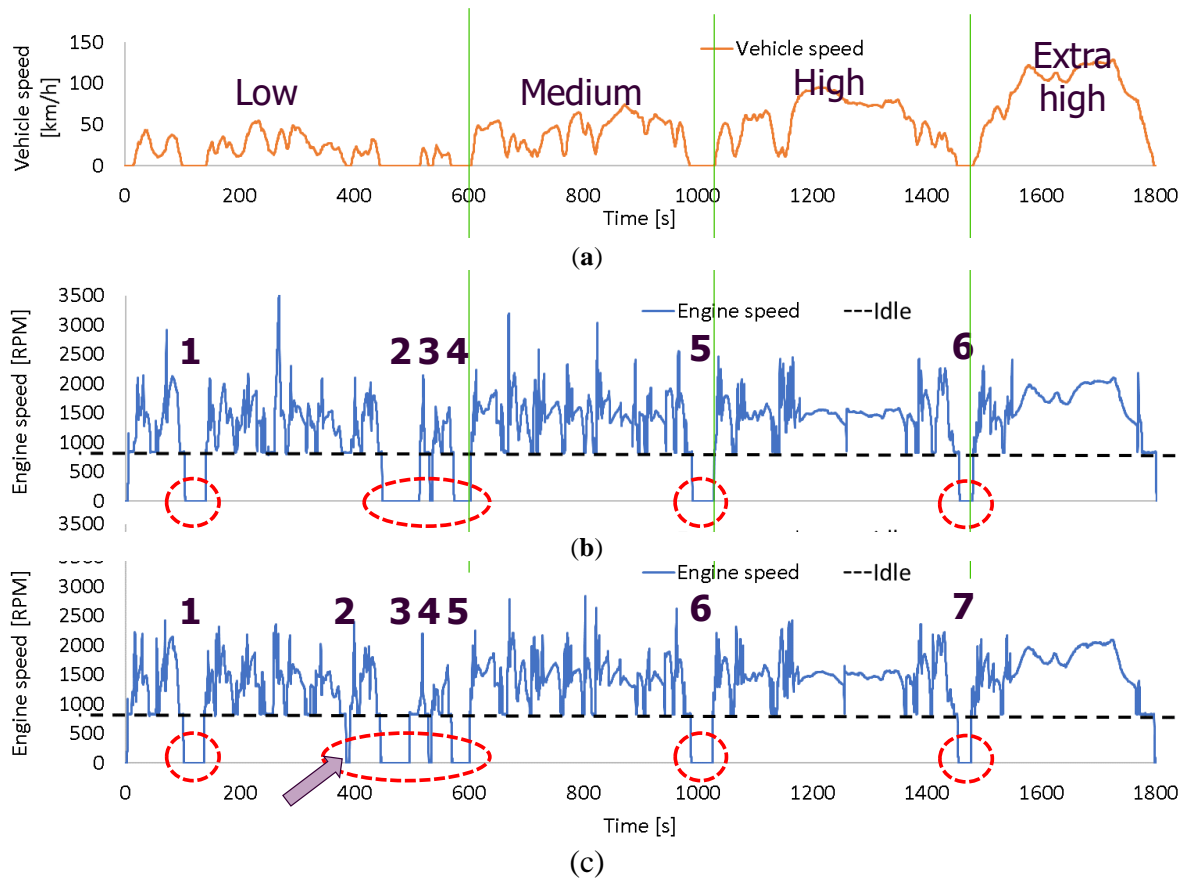 Vehicle speed
[km/h]
150
100
50
0
Vehicle speed
Low
Medium
High
Extra
high
0 200 400 600 800 1000 1200 1400 1600 1800
Time [s]
(a)
Engine speed [RPM]
3500
3000
2500
2000
1500
1000
500
0
Engine speed
Idle
1 2 3 4 5 6
(b)
3500
Engine speed [RPM]
3500
3000
2500
2000
1500
1000
500
0
Engine speed
Idle
1 2 3 4 5 6 7
0 200 400 600 800 1000 1200 1400 1600 1800
Time [s]
(c)